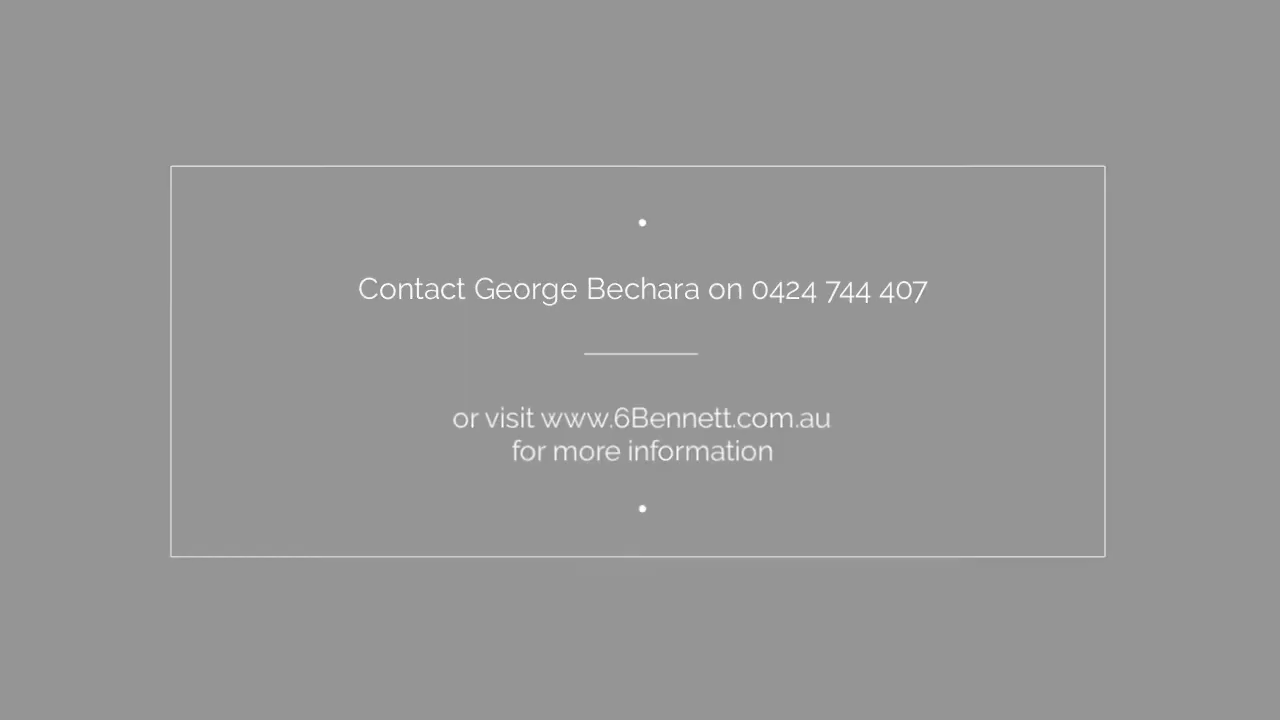 Contact George Bechara on 0424 744 407
or visit www.6Bennett.com.au
for more information